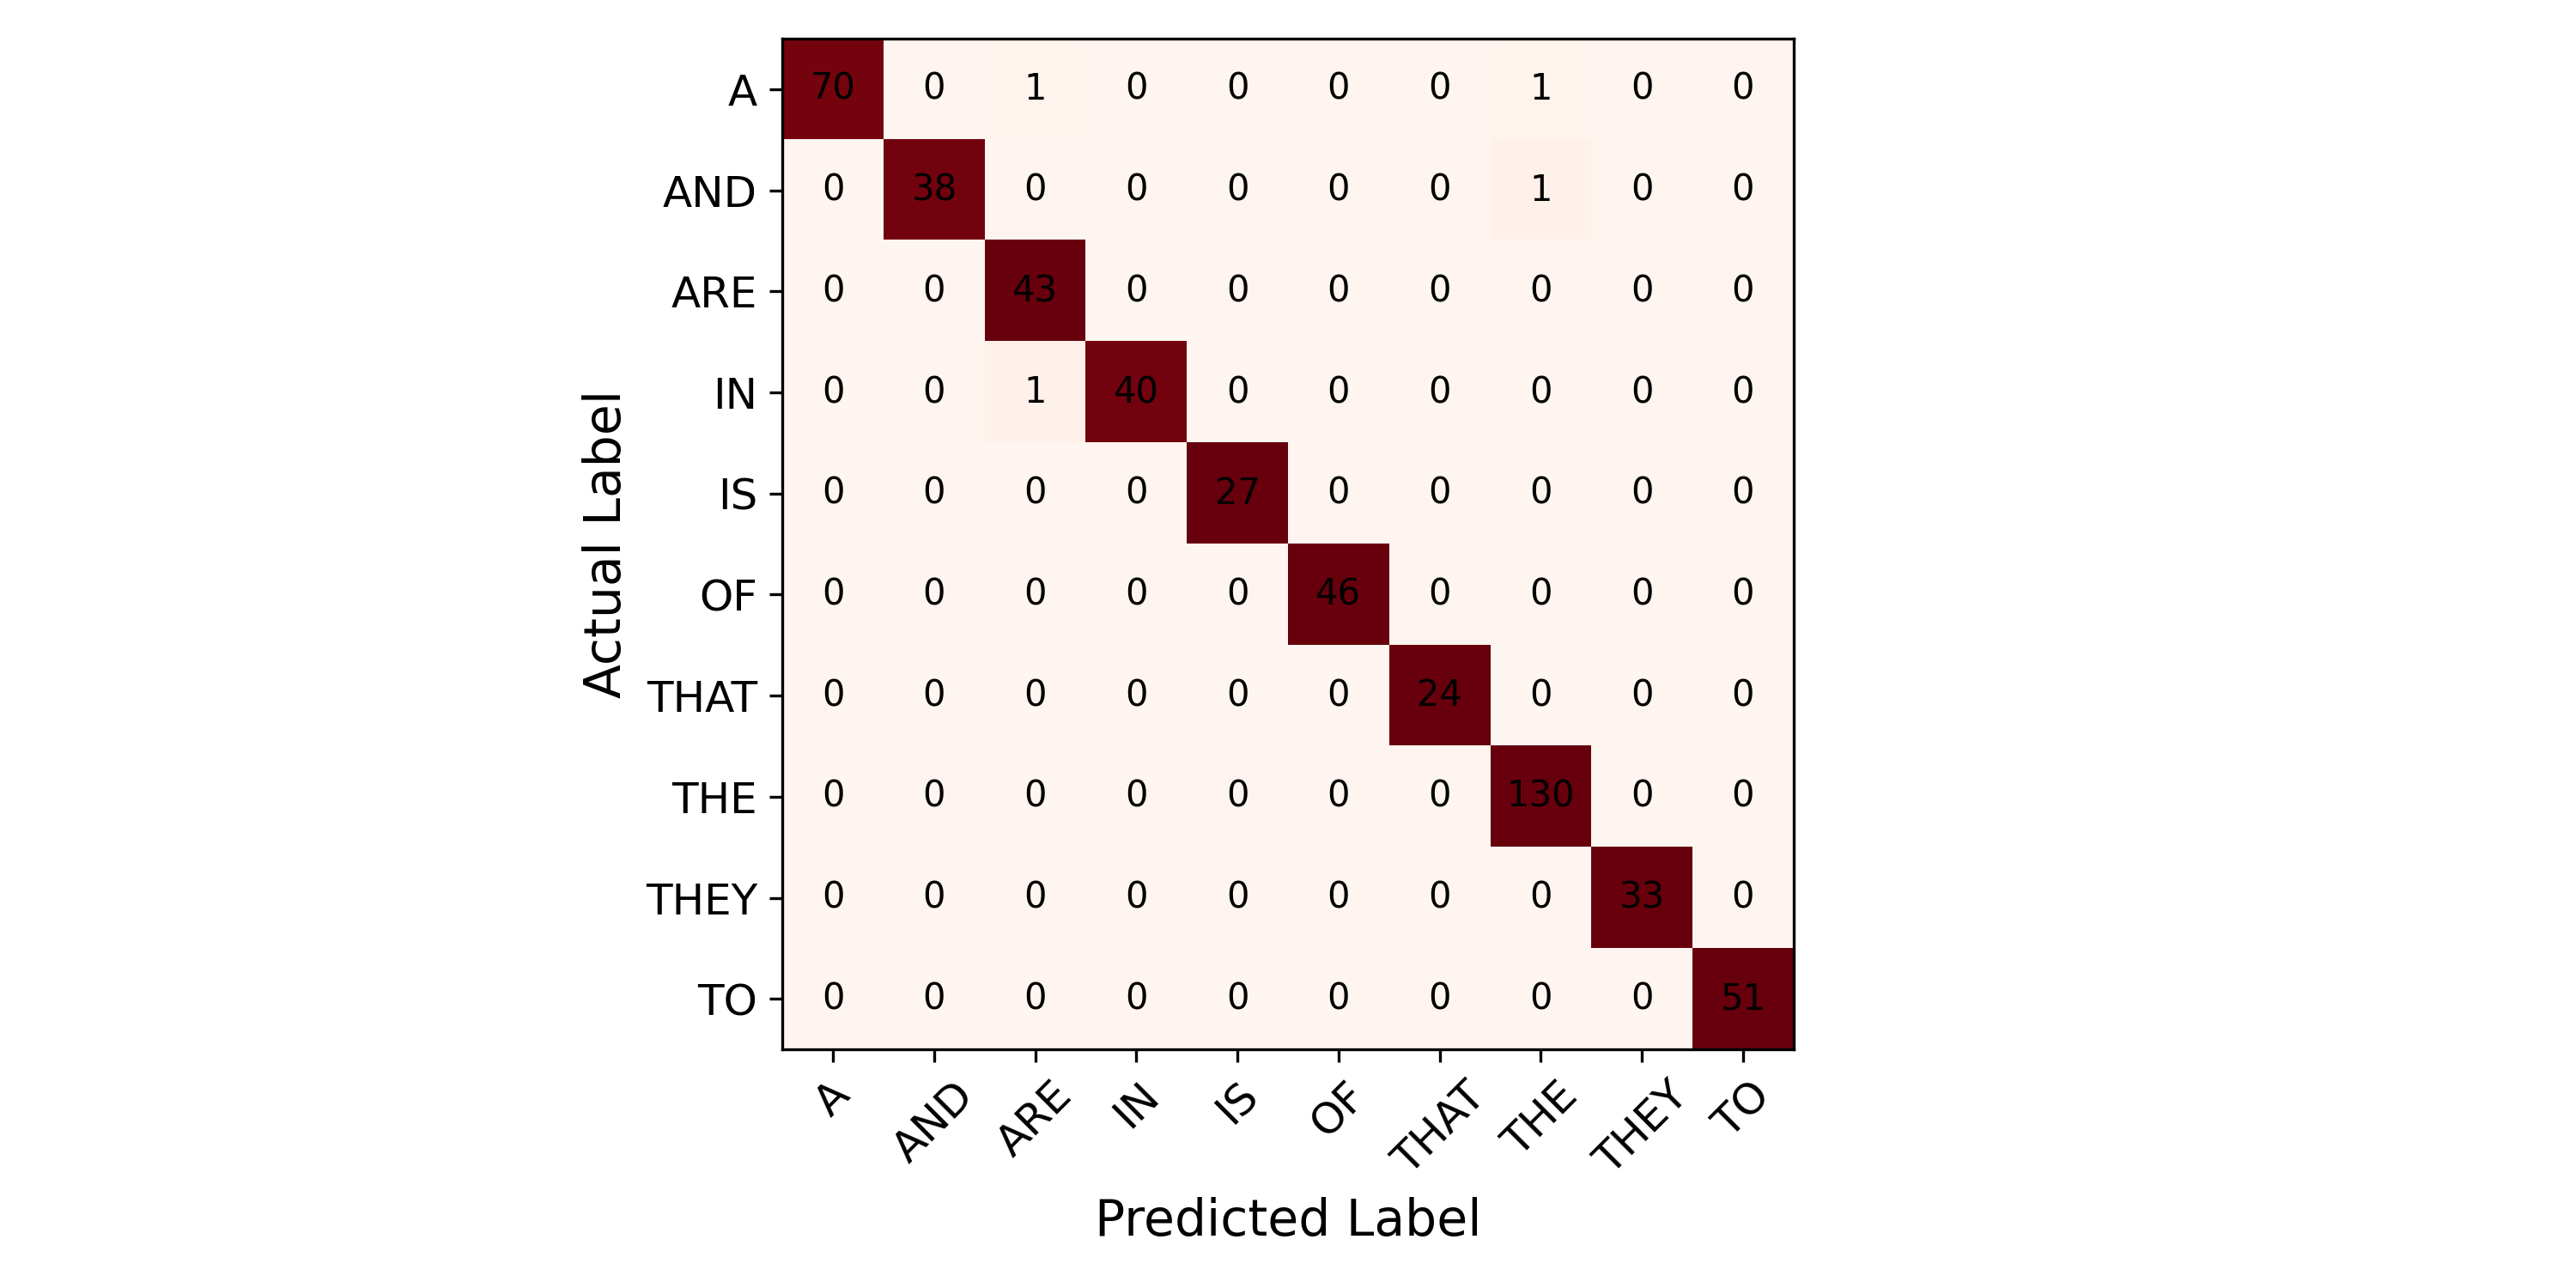 A 70 0 1 0 0 0 0 1 0 0
AND 0 38 0 0 0 0 0 1 0 0
ARE 0 0 43 0 0 0 0 0 0 0
IN 0 0 1 40 0 0 0 0 0 0
IS 0 0 0 0 27 0 0 0 0 0
OF 0 0 0 0 0 46 0 0 0 0
THAT 0 0 0 0 0 0 24 0 0 0
THE 0 0 0 0 0 0 0 130 0 0
THEY 0 0 0 0 0 0 0 0 33 0
TO 0 0 0 0 0 0 0 0 0 51
Actual Label
A AND ARE IN IS OF THAT THE THEY TO
Predicted Label